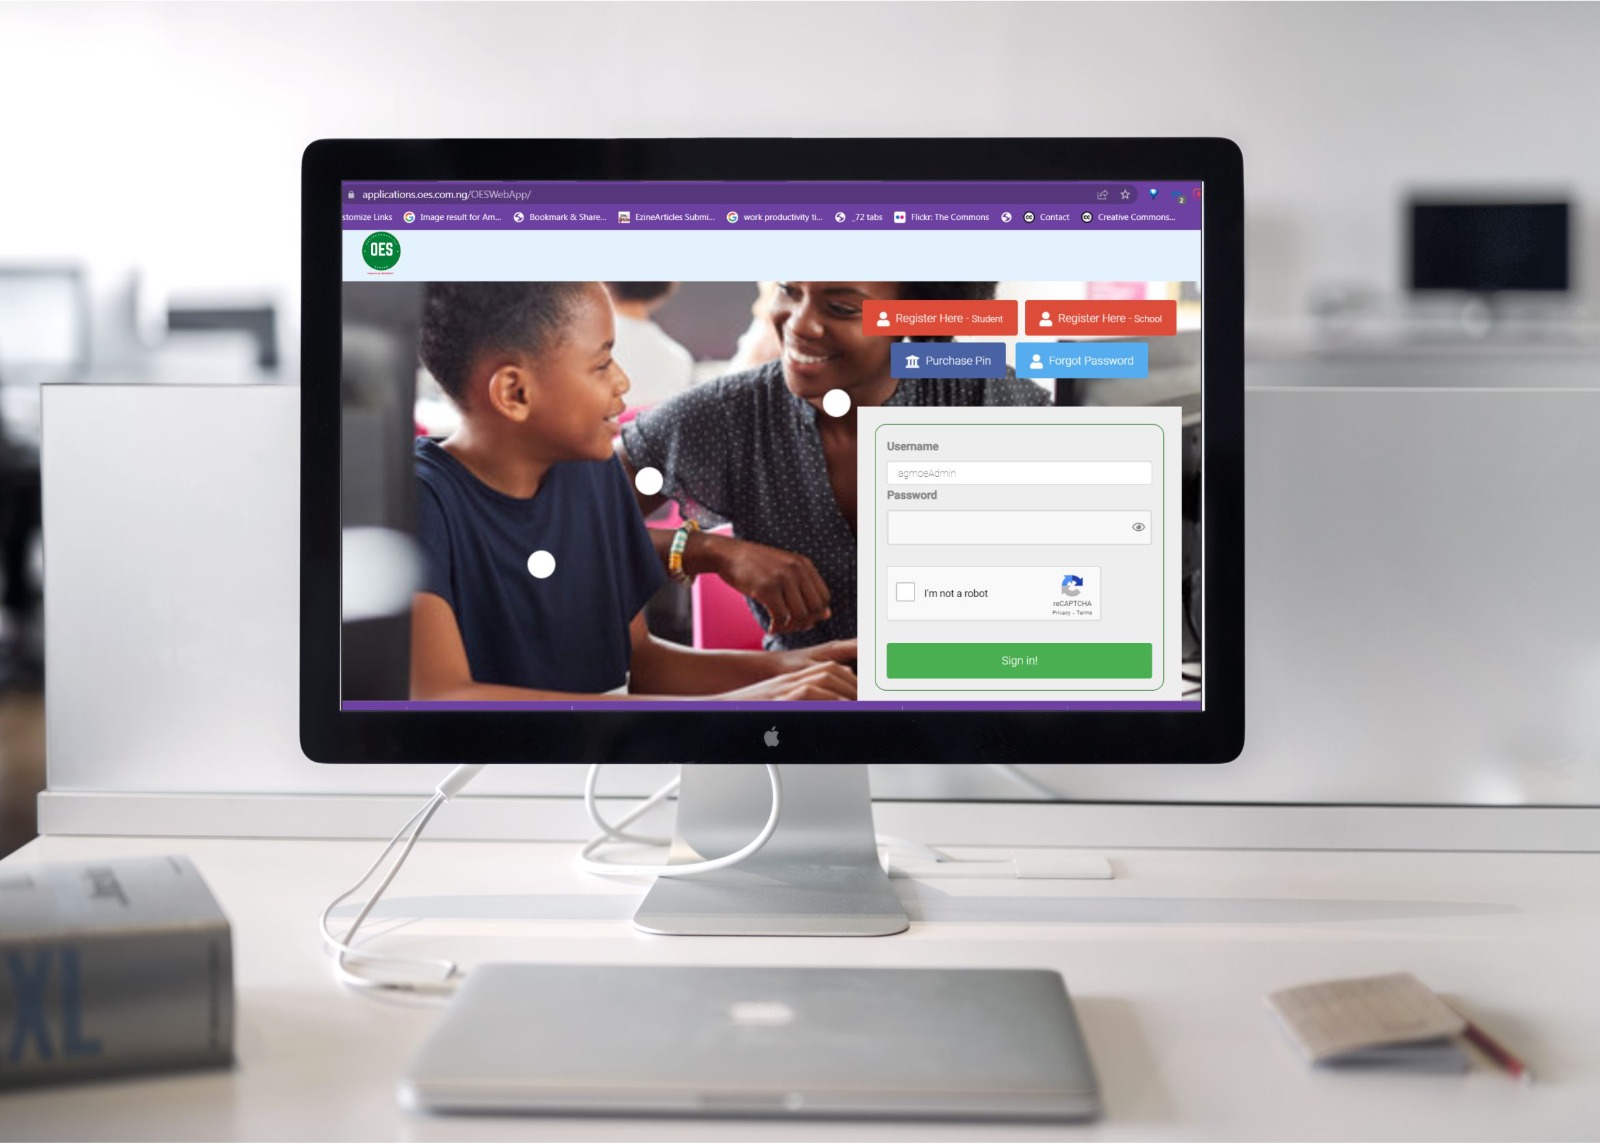 applications.oes.com.ng/OESWebApp/
2
stomize Links Image result for Am... Bookmark & Share... EzineArticles Submi... work productivity ti... _72 tabs Flickr: The Commons Contact Creative Commons...
OES
Register Here - Student Register Here - School
Purchase Pin Forgot Password
Username
lagmoeAdmin
Password
I'm not a robot
reCAPTCHA
Privacy - Terms
Sign in!
XL